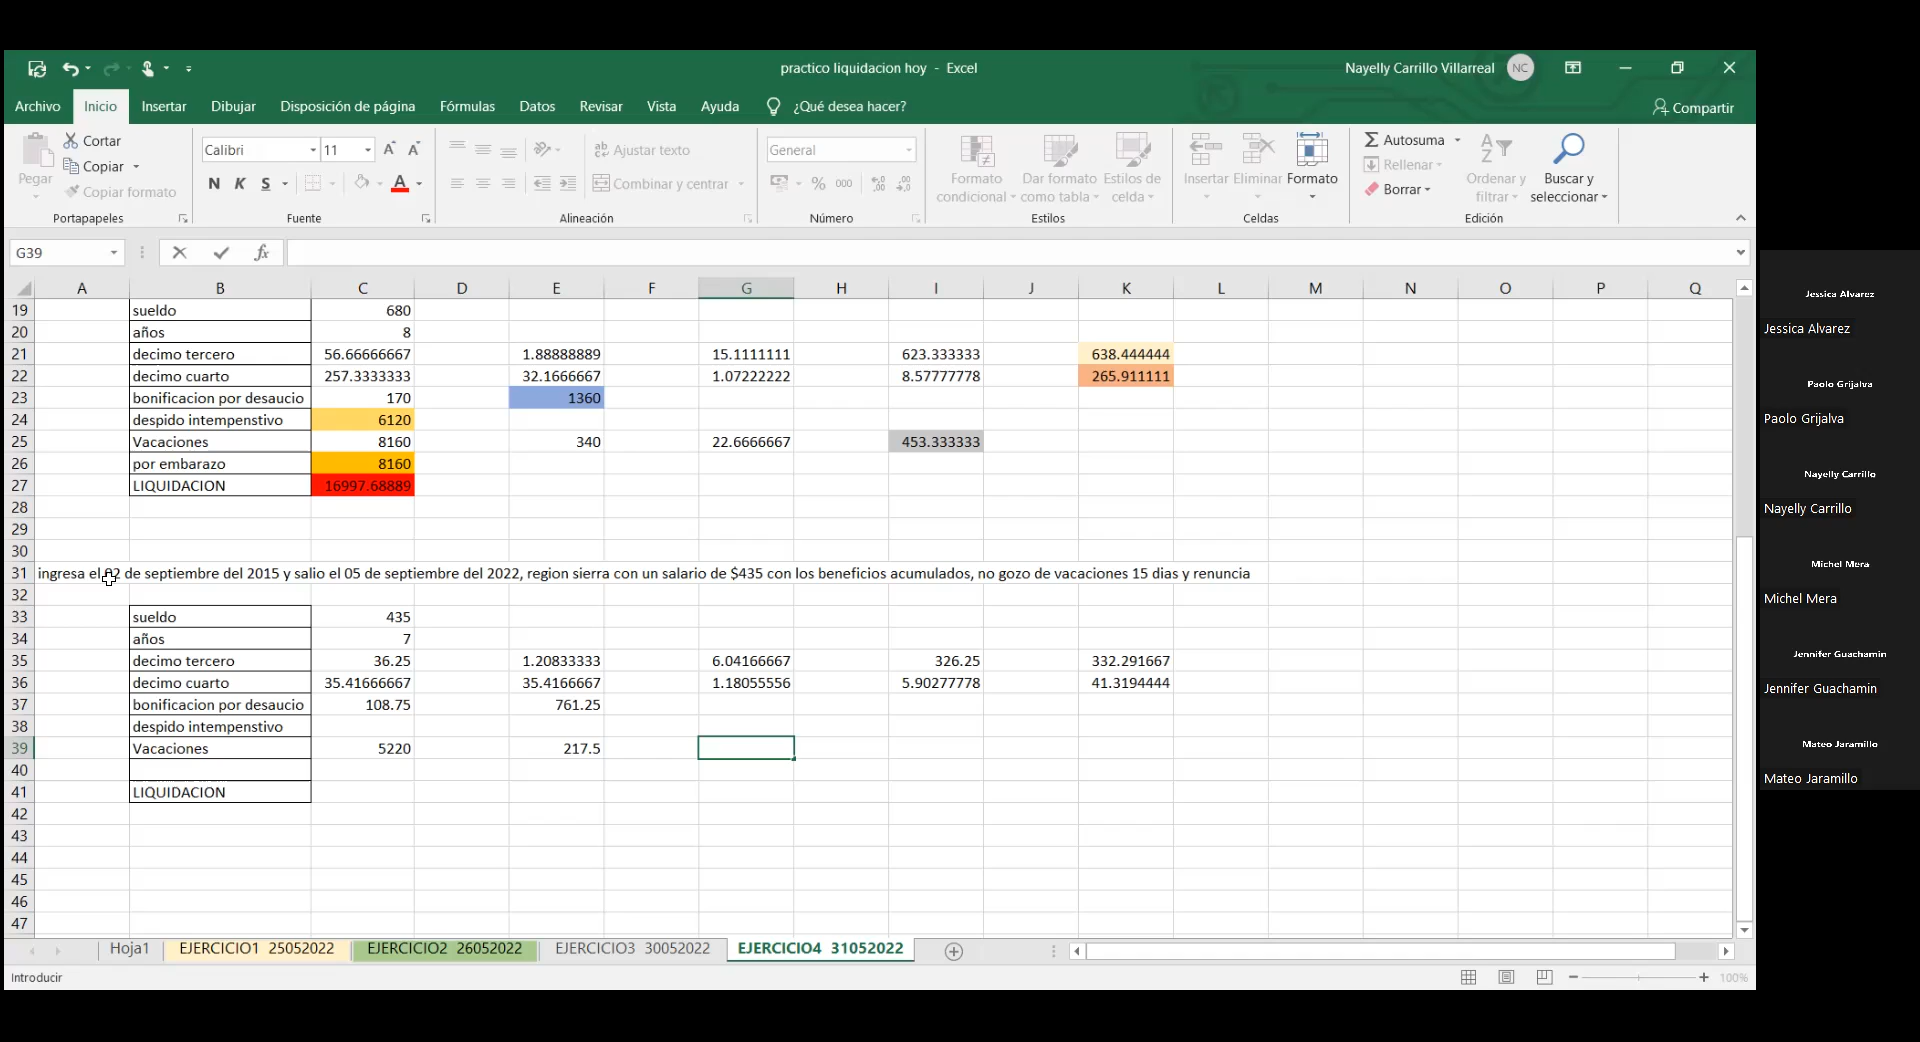 practico liquidacion hoy - Excel
Nayelly Carrillo Villarreal NC
Archivo Inicio Insertar Dibujar Disposición de página Fórmulas Datos Revisar Vista Ayuda ¿Qué desea hacer? Compartir
Pegar
Cortar
Copiar
Copiar formato
Portapapeles
Calibri 11
N K S
Fuente
Ajustar texto
Combinar y centrar
Alineación
General
% 000
Número
Formato condicional
Dar formato como tabla
Estilos de celda
Estilos
Insertar Eliminar Formato
Celdas
Autosuma
Rellenar
Borrar
Ordenar y filtrar
Buscar y seleccionar
Edición
G39 fx
A B C D E F G H I J K L M N O P Q
19 sueldo 680
20 años 8
21 decimo tercero 56.66666667 1.88888889 15.1111111 623.333333 638.444444
22 decimo cuarto 257.3333333 32.1666667 1.07222222 8.57777778 265.911111
23 bonificacion por desaucio 170 1360
24 despido intempenstivo 6120
25 Vacaciones 8160 340 22.6666667 453.333333
26 por embarazo 8160
27 LIQUIDACION 16997.68889
28
29
30
31 ingresa el 02 de septiembre del 2015 y salio el 05 de septiembre del 2022, region sierra con un salario de $435 con los beneficios acumulados, no gozo de vacaciones 15 dias y renuncia
32
33 sueldo 435
34 años 7
35 decimo tercero 36.25 1.20833333 6.04166667 326.25 332.291667
36 decimo cuarto 35.41666667 35.4166667 1.18055556 5.90277778 41.3194444
37 bonificacion por desaucio 108.75 761.25
38 despido intempenstivo
39 Vacaciones 5220 217.5
40
41 LIQUIDACION
42
43
44
45
46
47
Hoja1 EJERCICIO1 25052022 EJERCICIO2 26052022 EJERCICIO3 30052022 EJERCICIO4 31052022
Introducir 100%
Jessica Alvarez
Jessica Alvarez
Paolo Grijalva
Paolo Grijalva
Nayelly Carrillo
Nayelly Carrillo
Michel Mera
Michel Mera
Jennifer Guachamin
Jennifer Guachamin
Mateo Jaramillo
Mateo Jaramillo